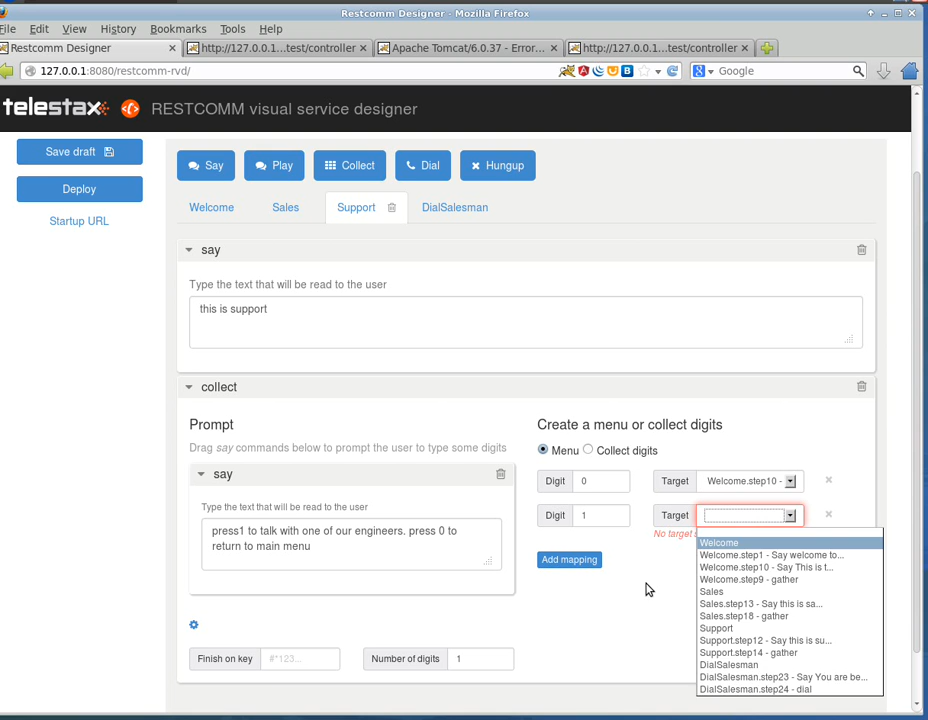 Restcomm Designer - Mozilla Firefox
File Edit View History Bookmarks Tools Help
Restcomm Designer http://127.0.0.1...test/controller Apache Tomcat/6.0.37 - Error... http://127.0.0.1...test/controller
127.0.0.1:8080/restcomm-rvd/ Google
telestax RESTCOMM visual service designer
Save draft
Deploy
Startup URL
Say Play Collect Dial Hungup
Welcome Sales Support DialSalesman
say
Type the text that will be read to the user
this is support
collect
Prompt
Drag say commands below to prompt the user to type some digits
say
Type the text that will be read to the user
press1 to talk with one of our engineers. press 0 to
return to main menu
Finish on key #*123... Number of digits 1
Create a menu or collect digits
Menu Collect digits
Digit 0 Target Welcome.step10 -
Digit 1 Target
No target
Add mapping
Welcome
Welcome.step1 - Say welcome to...
Welcome.step10 - Say This is t...
Welcome.step9 - gather
Sales
Sales.step13 - Say this is sa...
Sales.step18 - gather
Support
Support.step12 - Say this is su...
Support.step14 - gather
DialSalesman
DialSalesman.step23 - Say You are be...
DialSalesman.step24 - dial